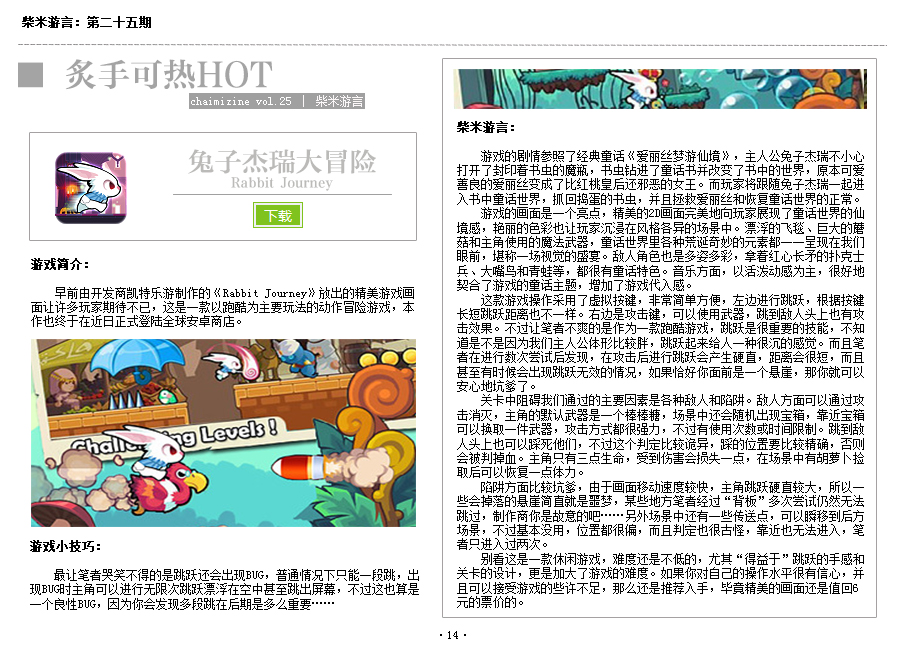 柴米游言：第二十五期
炙手可热HOT
chaimizine vol.25 | 柴米游言
兔子杰瑞大冒险
Rabbit Journey
下载
游戏简介：
早前由开发商凯特乐游制作的《Rabbit Journey》放出的精美游戏画
面让许多玩家期待不已，这是一款以跑酷为主要玩法的动作冒险游戏，本
作也终于在近日正式登陆全球安卓商店。
Challenging Levels !
游戏小技巧：
最让笔者哭笑不得的是跳跃还会出现BUG，普通情况下只能一段跳，出
现BUG时主角可以进行无限次跳跃漂浮在空中甚至跳出屏幕，不过这也算是
一个良性BUG，因为你会发现多段跳在后期是多么重要……
柴米游言：
游戏的剧情参照了经典童话《爱丽丝梦游仙境》，主人公兔子杰瑞不小心
打开了封印着书虫的魔瓶，书虫钻进了童话书并改变了书中的世界，原本可爱
善良的爱丽丝变成了比红桃皇后还邪恶的女王。而玩家将跟随兔子杰瑞一起进
入书中童话世界，抓回捣蛋的书虫，并且拯救爱丽丝和恢复童话世界的正常。
游戏的画面是一个亮点，精美的2D画面完美地向玩家展现了童话世界的仙
境感，艳丽的色彩也让玩家沉浸在风格各异的场景中。漂浮的飞毯、巨大的蘑
菇和主角使用的魔法武器，童话世界里各种荒诞奇妙的元素都一一呈现在我们
眼前，堪称一场视觉的盛宴。敌人角色也是多姿多彩，拿着红心长矛的扑克士
兵、大嘴鸟和青蛙等，都很有童话特色。音乐方面，以活泼动感为主，很好地
契合了游戏的童话主题，增加了游戏代入感。
这款游戏操作采用了虚拟按键，非常简单方便，左边进行跳跃，根据按键
长短跳跃距离也不一样。右边是攻击键，可以使用武器，跳到敌人头上也有攻
击效果。不过让笔者不爽的是作为一款跑酷游戏，跳跃是很重要的技能，不知
道是不是因为我们主人公体形比较胖，跳跃起来给人一种很沉的感觉。而且笔
者在进行数次尝试后发现，在攻击后进行跳跃会产生硬直，距离会很短，而且
甚至有时候会出现跳跃无效的情况，如果恰好你面前是一个悬崖，那你就可以
安心地坑爹了。
关卡中阻碍我们通过的主要因素是各种敌人和陷阱。敌人方面可以通过攻
击消灭，主角的默认武器是一个棒棒糖，场景中还会随机出现宝箱，靠近宝箱
可以换取一件武器，攻击方式都很强力，不过有使用次数或时间限制。跳到敌
人头上也可以踩死他们，不过这个判定比较诡异，踩的位置要比较精确，否则
会被判掉血。主角只有三点生命，受到伤害会损失一点，在场景中有胡萝卜捡
取后可以恢复一点体力。
陷阱方面比较坑爹，由于画面移动速度较快，主角跳跃硬直较大，所以一
些会掉落的悬崖简直就是噩梦，某些地方笔者经过“背板”多次尝试仍然无法
跳过，制作商你是故意的吧……另外场景中还有一些传送点，可以瞬移到后方
场景，不过基本没用，位置都很偏，而且判定也很古怪，靠近也无法进入，笔
者只进入过两次。
别看这是一款休闲游戏，难度还是不低的，尤其“得益于”跳跃的手感和
关卡的设计，更是加大了游戏的难度。如果你对自己的操作水平很有信心，并
且可以接受游戏的些许不足，那么还是推荐入手，毕竟精美的画面还是值回6
元的票价的。
·14·